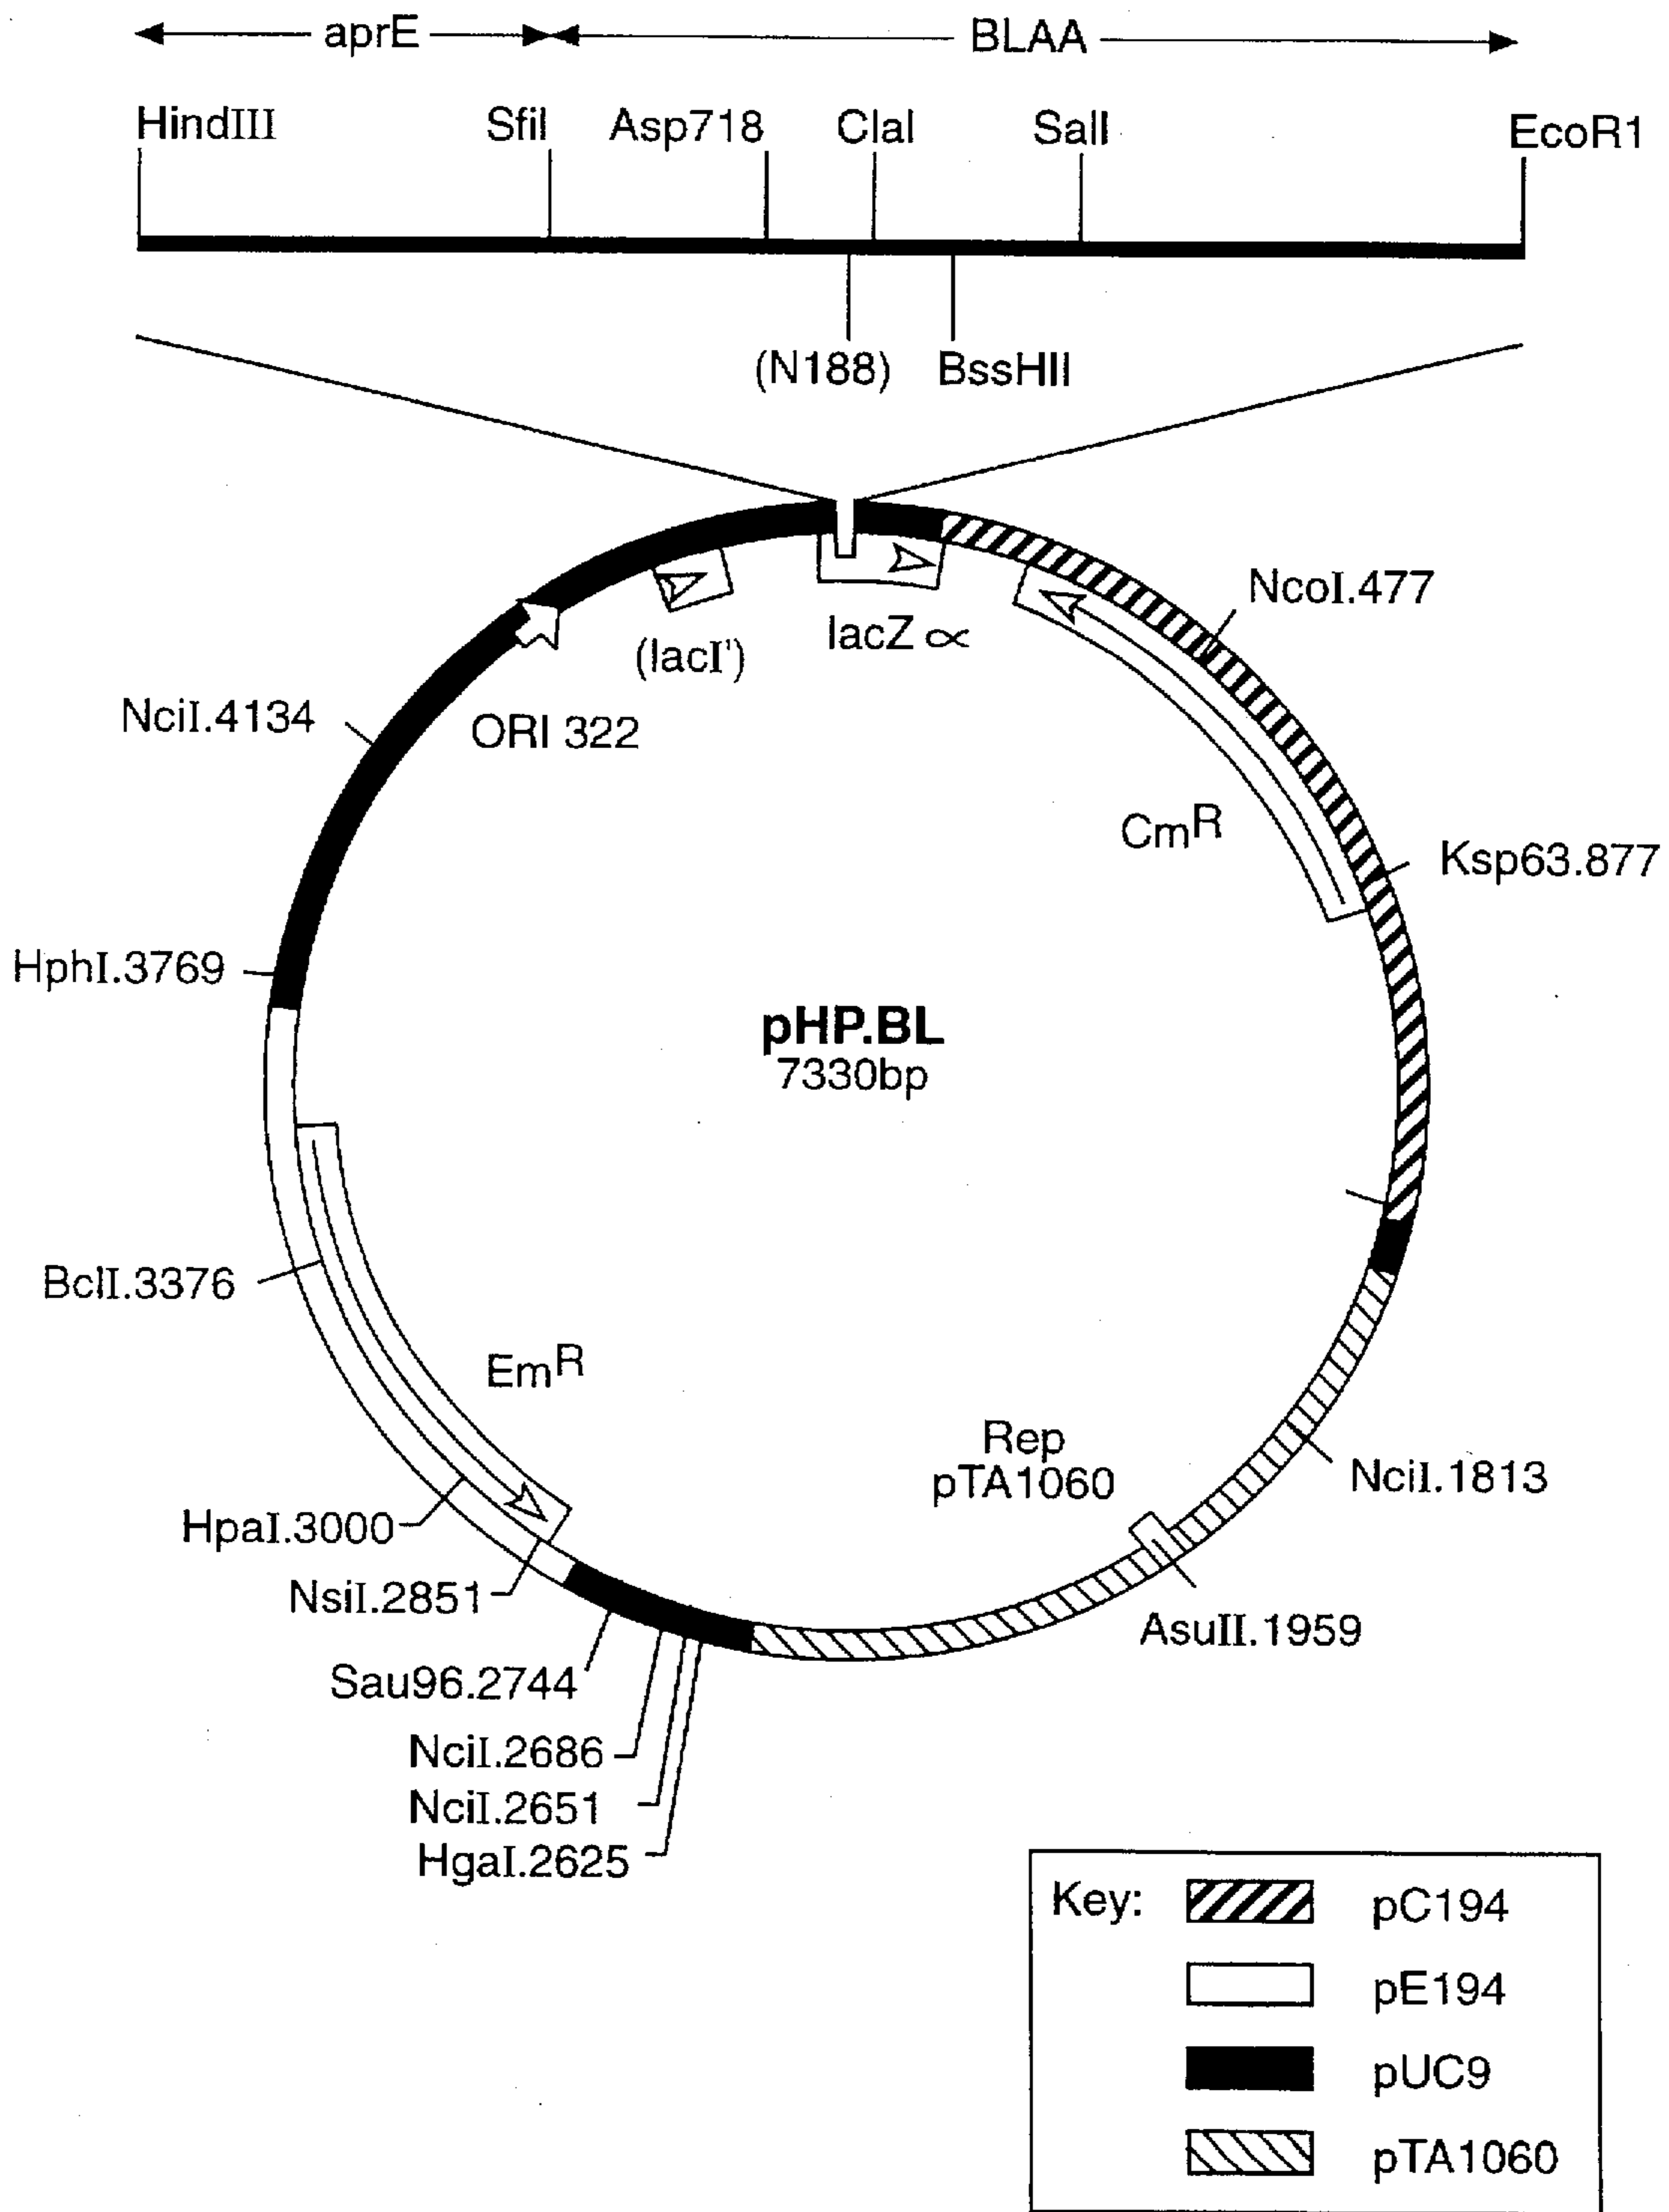 aprE BLAA
HindIII SfiI Asp718 ClaI SalI EcoR1
(N188) BssHII
NcoI.477
lacZ ∝
(lacI')
NciI.4134
ORI 322
CmR
Ksp63.877
HphI.3769
pHP.BL
7330bp
BclI.3376
EmR
Rep
pTA1060
NciI.1813
HpaI.3000
NsiI.2851
AsuII.1959
Sau96.2744
NciI.2686
NciI.2651
HgaI.2625
Key: pC194
pE194
pUC9
pTA1060